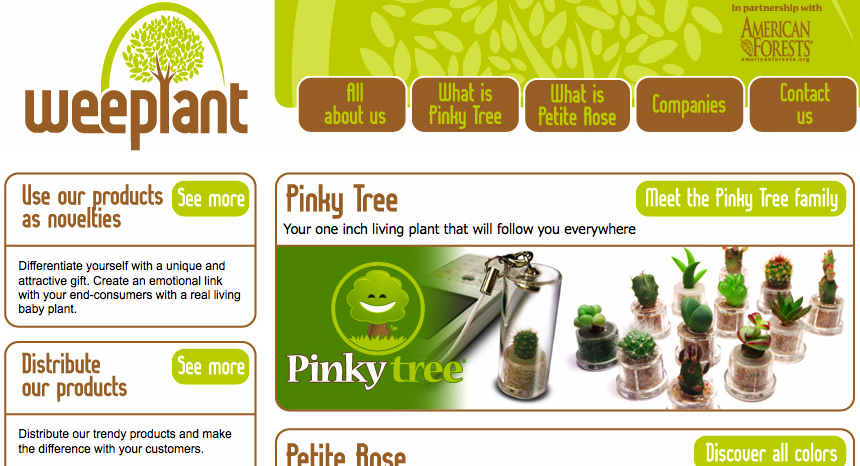 weeplant
in partnership with
AMERICAN
FORESTS®
americanforests.org
All
about us
What is
Pinky Tree
What is
Petite Rose
Companies
Contact
us
Use our products
as novelties
See more
Differentiate yourself with a unique and
attractive gift. Create an emotional link
with your end-consumers with a real living
baby plant.
Distribute
our products
See more
Distribute our trendy products and make
the difference with your customers.
Pinky Tree
Meet the Pinky Tree family
Your one inch living plant that will follow you everywhere
Pinky tree®
Petite Rose
Discover all colors